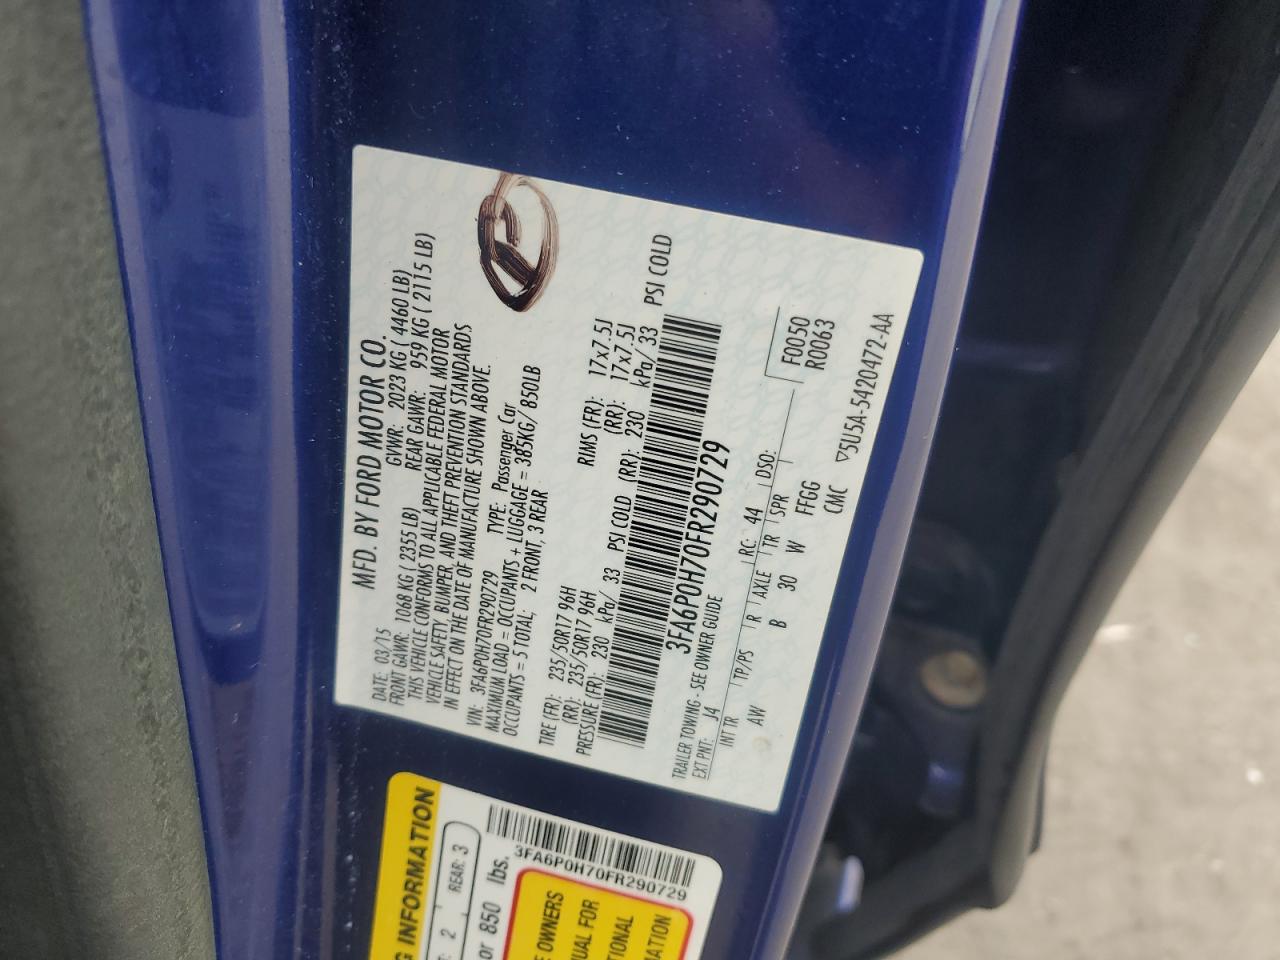 MFD. BY FORD MOTOR CO.
DATE: 03/15 GVWR: 2023 KG ( 4460 LB)
FRONT GAWR: 1068 KG ( 2355 LB) REAR GAWR: 959 KG ( 2115 LB)
THIS VEHICLE CONFORMS TO ALL APPLICABLE FEDERAL MOTOR
VEHICLE SAFETY, BUMPER, AND THEFT PREVENTION STANDARDS
IN EFFECT ON THE DATE OF MANUFACTURE SHOWN ABOVE.
VIN: 3FA6P0H70FR290729 TYPE: Passenger Car
MAXIMUM LOAD = OCCUPANTS + LUGGAGE = 385KG/ 850LB
OCCUPANTS = 5 TOTAL; 2 FRONT, 3 REAR
TIRE (FR): 235/50R17 96H RIMS (FR): 17x7.5J
(RR): 235/50R17 96H (RR): 17x7.5J
PRESSURE (FR): 230 kPa/ 33 PSI COLD (RR): 230 kPa/ 33 PSI COLD
3FA6P0H70FR290729
TRAILER TOWING - SEE OWNER GUIDE
EXT PNT: J4 RC: 44 DSO: F0050
R0063
INT TR TP/PS R AXLE TR SPR
AW B 30 W FFGG
CMC ▽5U5A-5420472-AA
G INFORMATION
2 REAR: 3
or 850 lbs.
3FA6P0H70FR290729
E OWNERS
UAL FOR
TIONAL
MATION